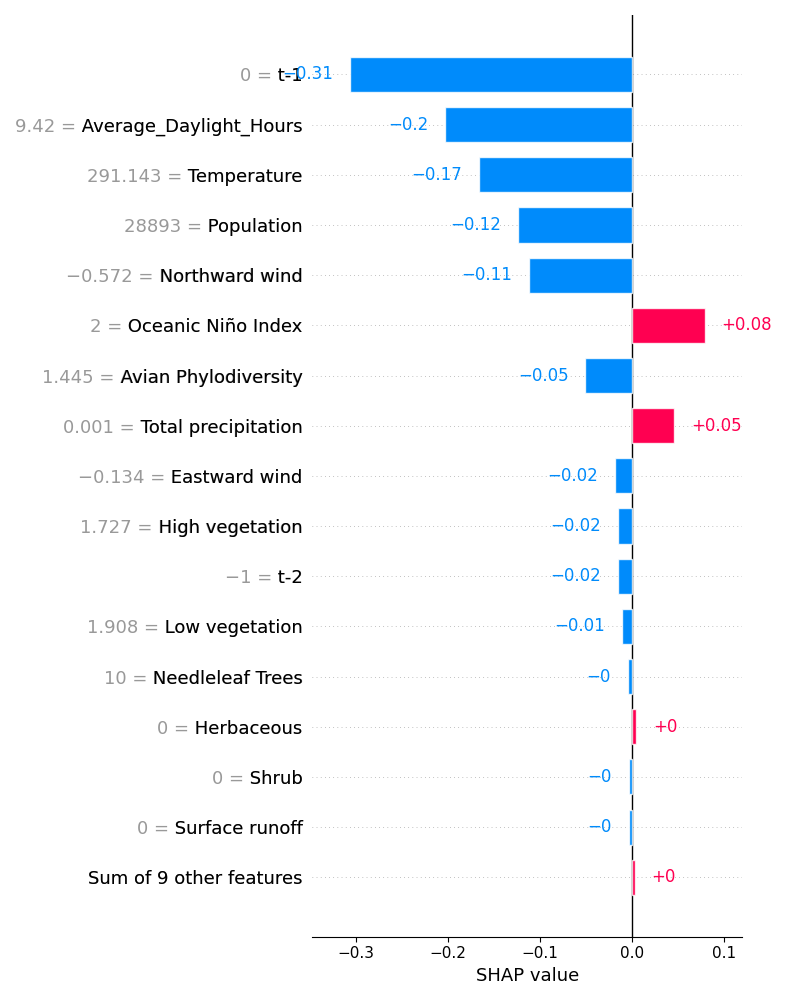 0 = t-1 −0.31
9.42 = Average_Daylight_Hours −0.2
291.143 = Temperature −0.17
28893 = Population −0.12
−0.572 = Northward wind −0.11
2 = Oceanic Niño Index +0.08
1.445 = Avian Phylodiversity −0.05
0.001 = Total precipitation +0.05
−0.134 = Eastward wind −0.02
1.727 = High vegetation −0.02
−1 = t-2 −0.02
1.908 = Low vegetation −0.01
10 = Needleleaf Trees −0
0 = Herbaceous +0
0 = Shrub −0
0 = Surface runoff −0
Sum of 9 other features +0
−0.3 −0.2 −0.1 0.0 0.1
SHAP value